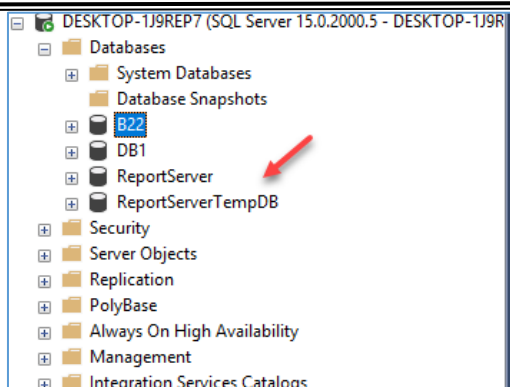 DESKTOP-1J9REP7 (SQL Server 15.0.2000.5 - DESKTOP-1J9R
Databases
System Databases
Database Snapshots
B22
DB1
ReportServer
ReportServerTempDB
Security
Server Objects
Replication
PolyBase
Always On High Availability
Management
Integration Services Catalogs